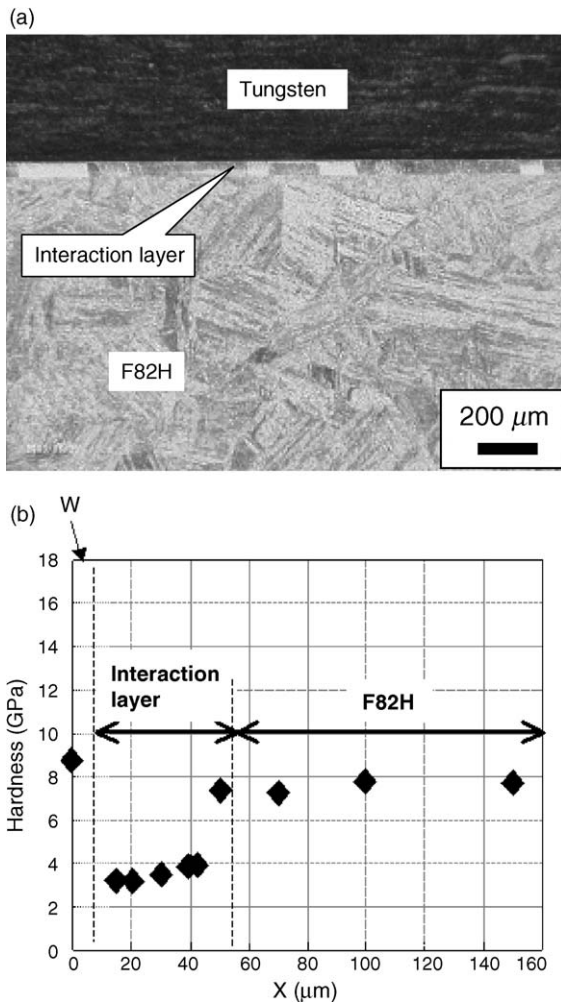 (a)
Tungsten
Interaction layer
F82H
200 μm
(b)
W
18
16
14
12
10
8
6
4
2
0
Hardness (GPa)
Interaction
layer
F82H
0
20
40
60
80
100
120
140
160
X (μm)